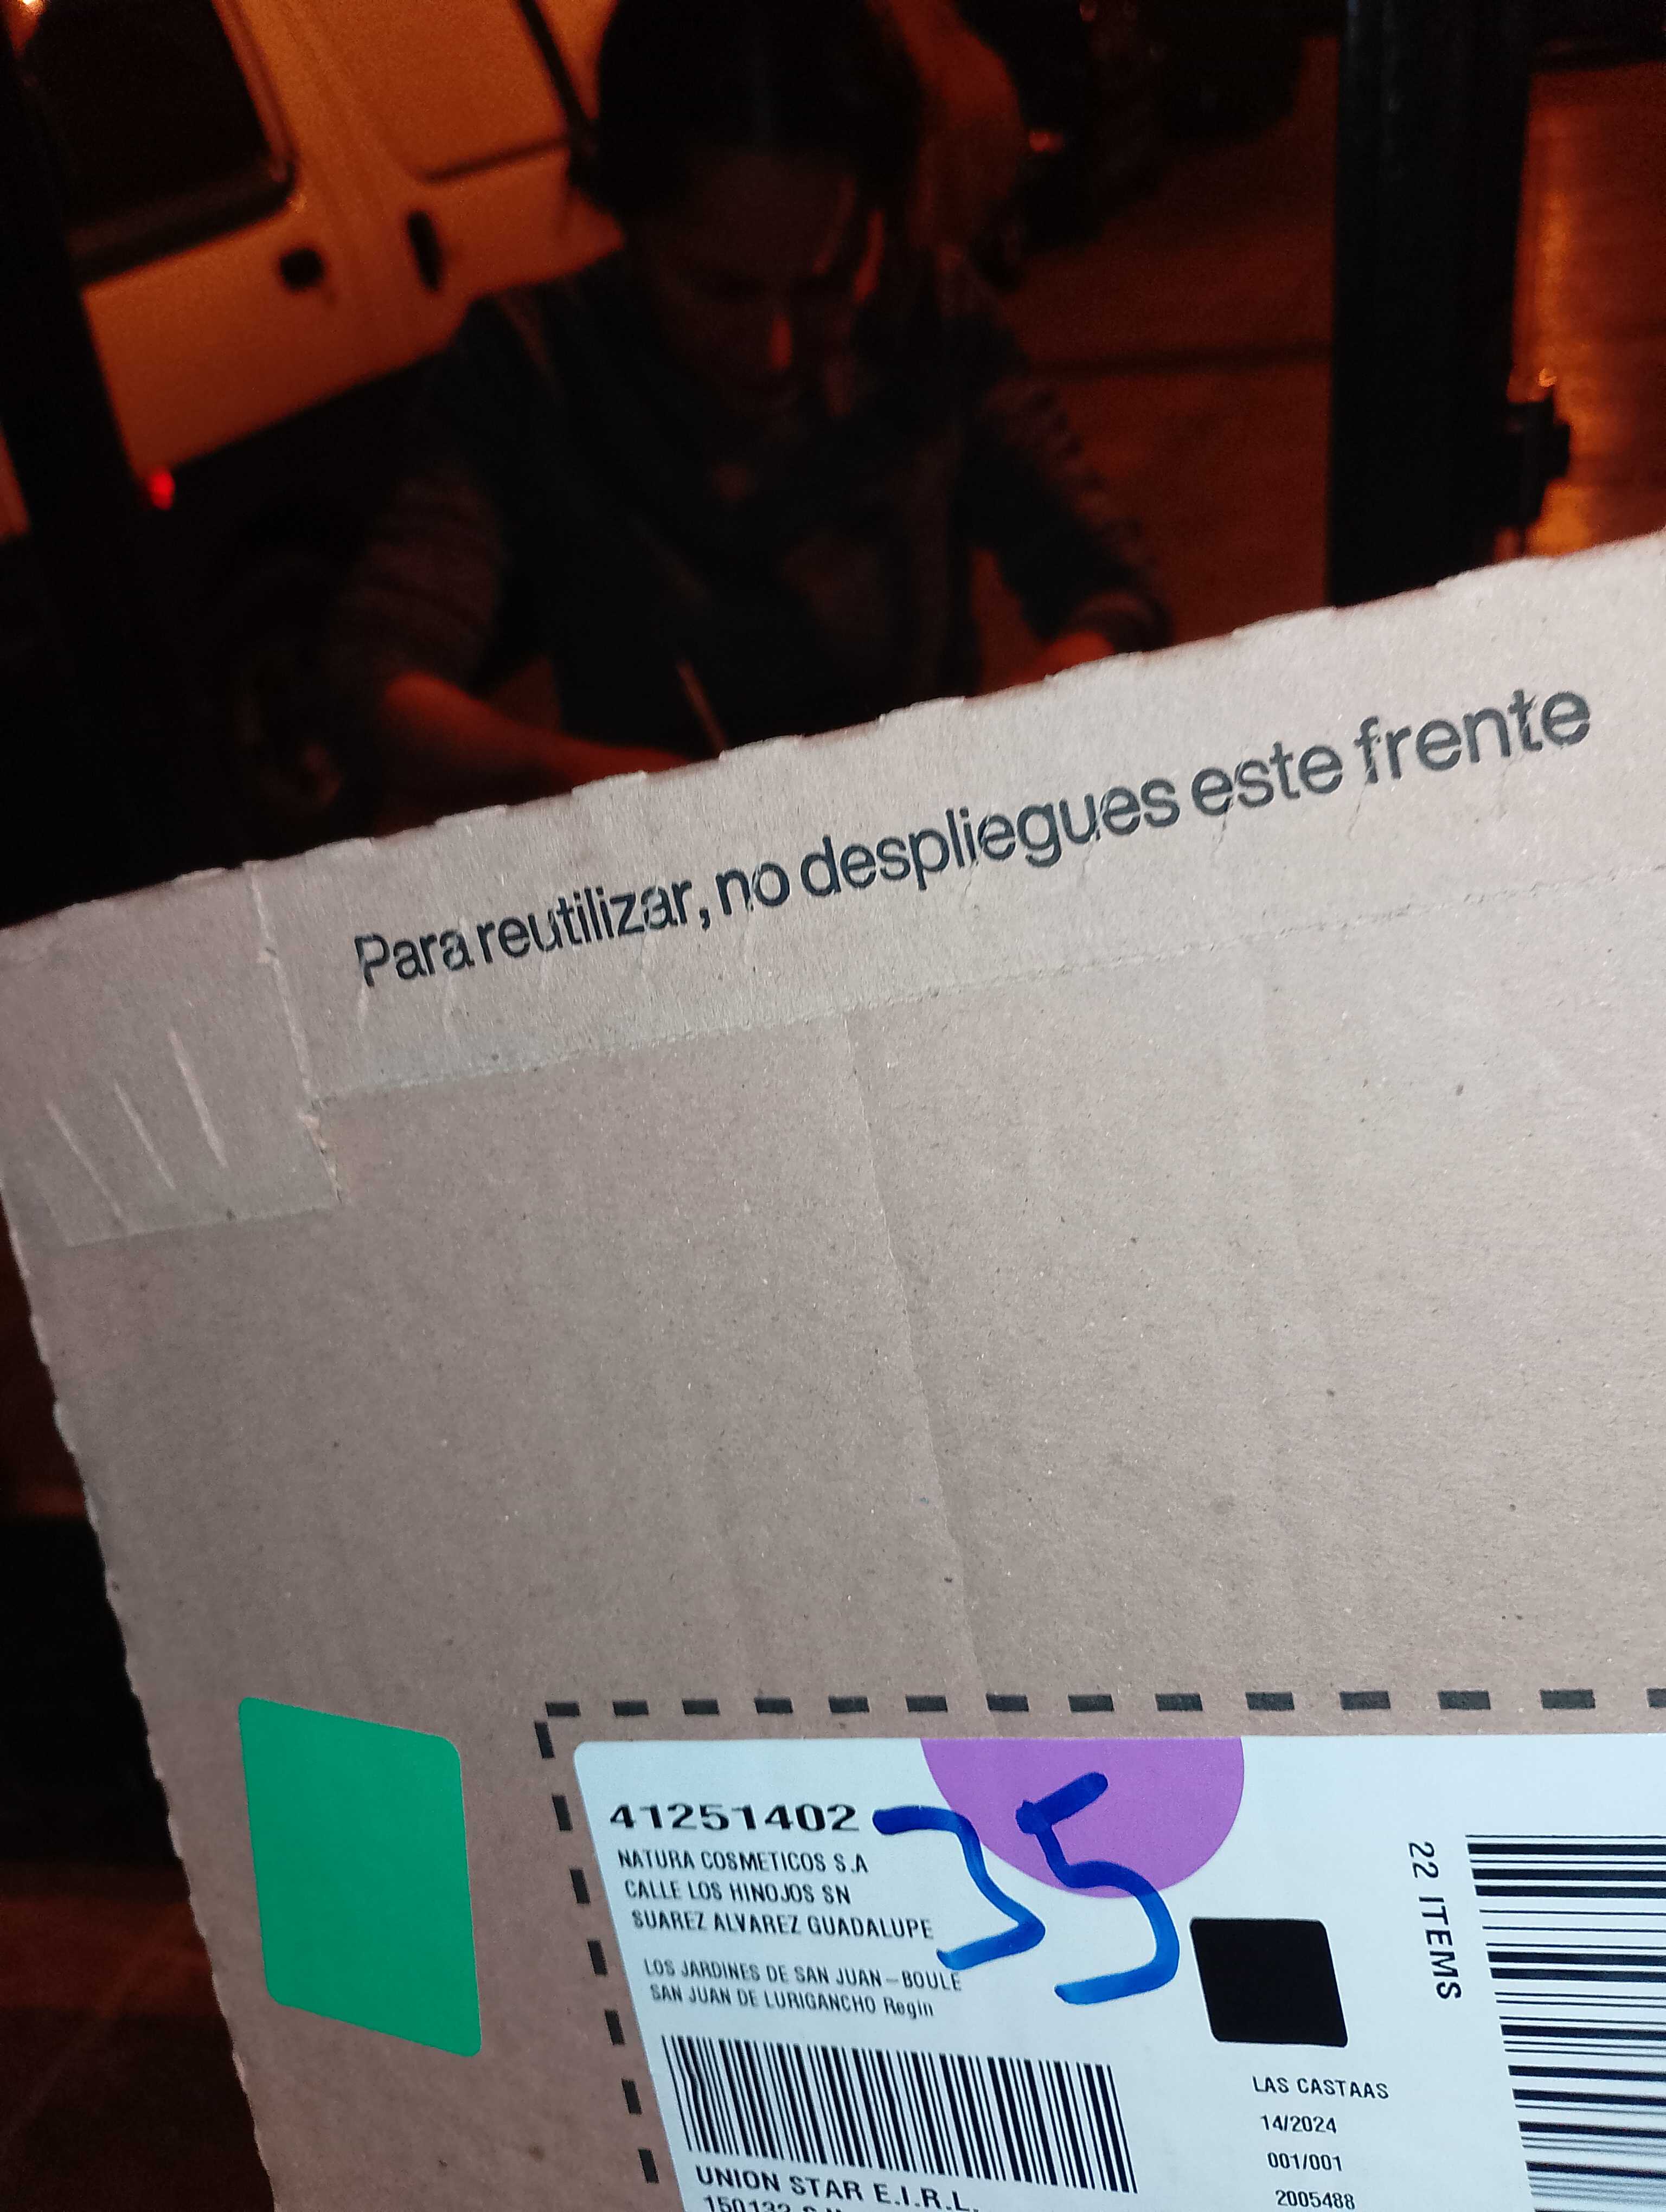 Para reutilizar, no despliegues este frente
41251402
35
NATURA COSMETICOS S.A
CALLE LOS HINOJOS SN
SUAREZ ALVAREZ GUADALUPE
LOS JARDINES DE SAN JUAN - BOULE
SAN JUAN DE LURIGANCHO Regin
22 ITEMS
LAS CASTAAS
14/2024
001/001
2005488
UNION STAR E.I.R.L.